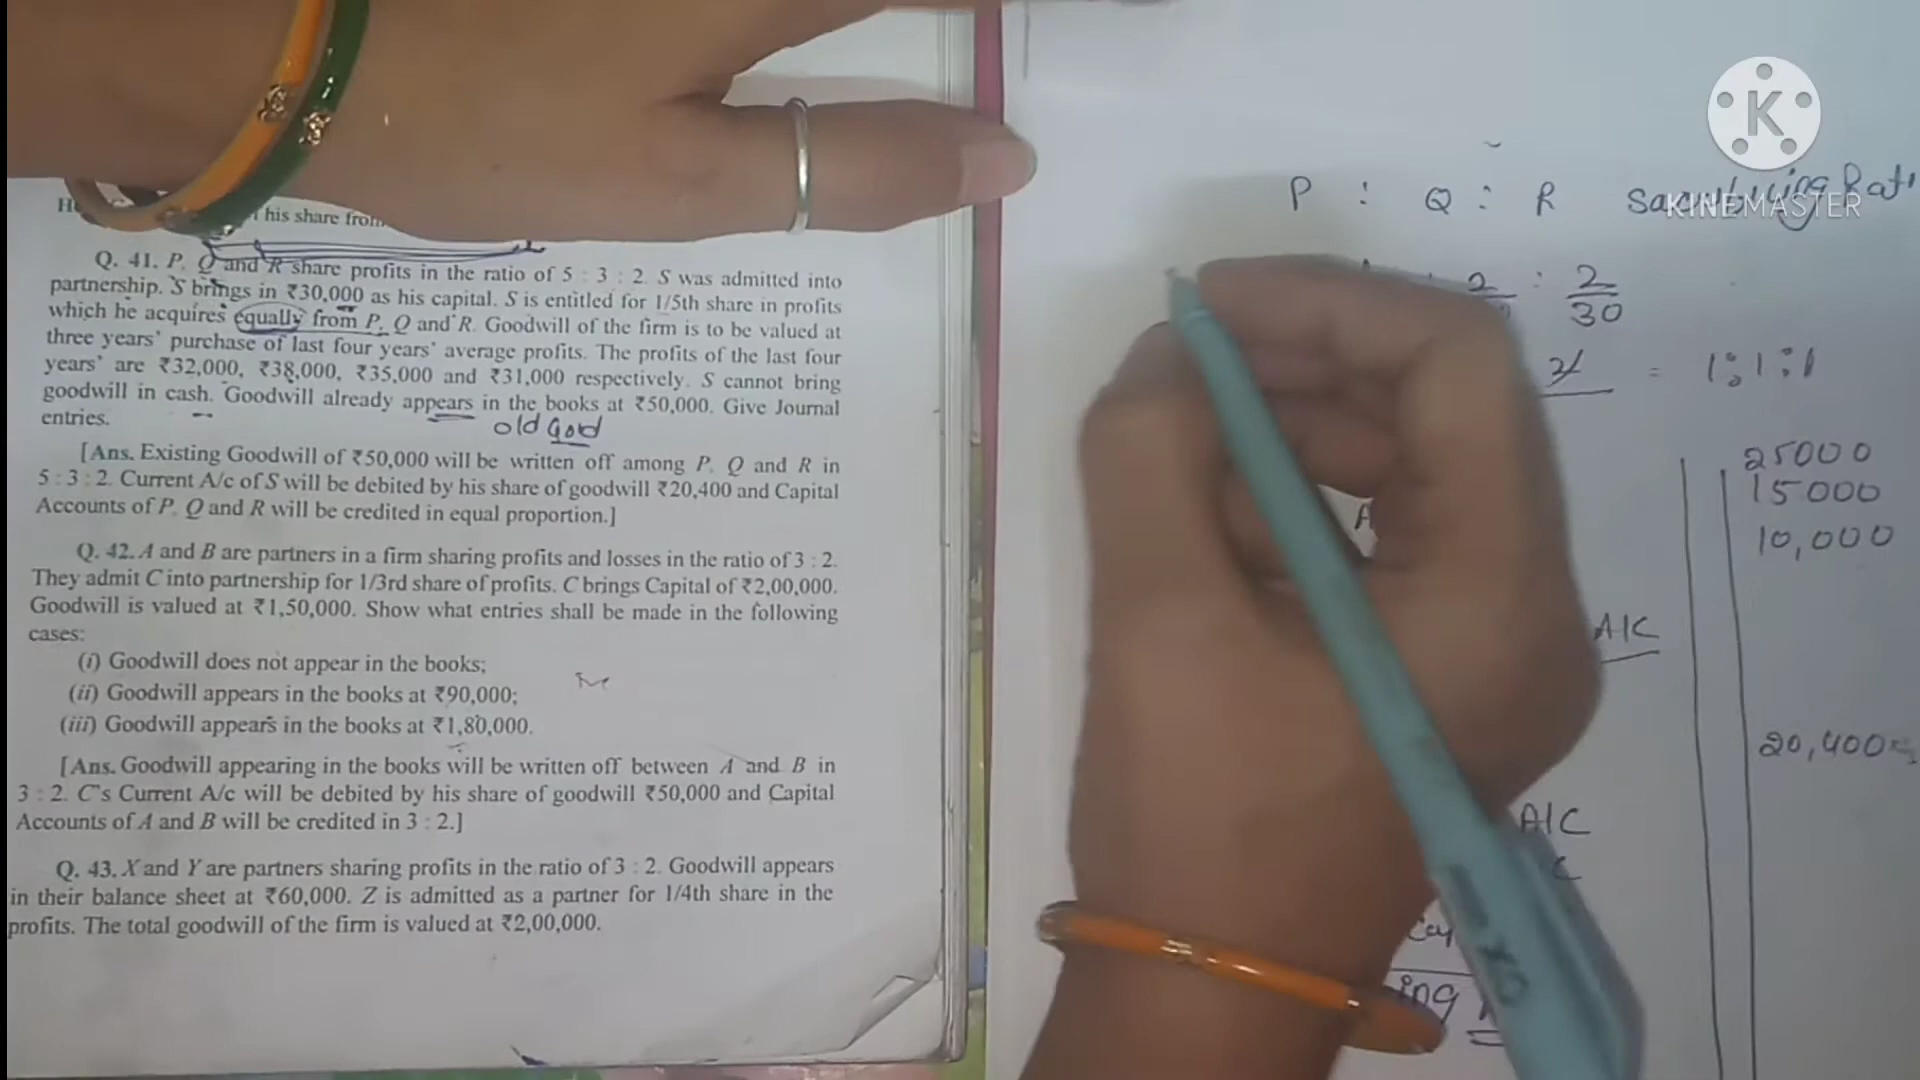 his share from
Q. 41. P, Q and R share profits in the ratio of 5 : 3 : 2. S was admitted into
partnership. S brings in ₹30,000 as his capital. S is entitled for 1/5th share in profits
which he acquires equally from P, Q and R. Goodwill of the firm is to be valued at
three years' purchase of last four years' average profits. The profits of the last four
years' are ₹32,000, ₹38,000, ₹35,000 and ₹31,000 respectively. S cannot bring
goodwill in cash. Goodwill already appears in the books at ₹50,000. Give Journal
entries.
old
[Ans. Existing Goodwill of ₹50,000 will be written off among P, Q and R in
5 : 3 : 2. Current A/c of S will be debited by his share of goodwill ₹20,400 and Capital
Accounts of P, Q and R will be credited in equal proportion.]
Q. 42. A and B are partners in a firm sharing profits and losses in the ratio of 3 : 2.
They admit C into partnership for 1/3rd share of profits. C brings Capital of ₹2,00,000.
Goodwill is valued at ₹1,50,000. Show what entries shall be made in the following
cases:
(i) Goodwill does not appear in the books;
(ii) Goodwill appears in the books at ₹90,000;
(iii) Goodwill appears in the books at ₹1,80,000.
[Ans. Goodwill appearing in the books will be written off between A and B in
3 : 2. C's Current A/c will be debited by his share of goodwill ₹50,000 and Capital
Accounts of A and B will be credited in 3 : 2.]
Q. 43. X and Y are partners sharing profits in the ratio of 3 : 2. Goodwill appears
in their balance sheet at ₹60,000. Z is admitted as a partner for 1/4th share in the
profits. The total goodwill of the firm is valued at ₹2,00,000.
K
KINEMASTER
P : Q : R
2 : 2
30
= 1:1:1
25000
15000
10,000
A/C
20,400
A/C